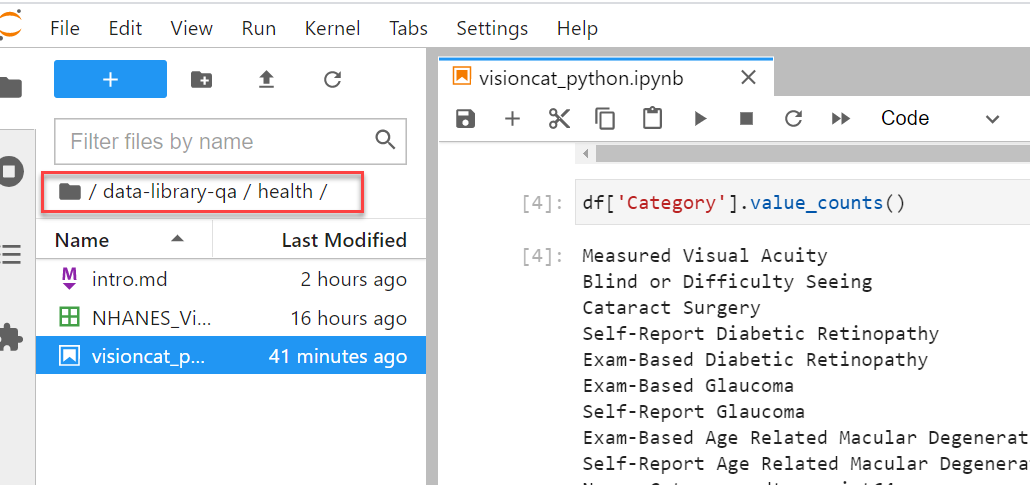 File Edit View Run Kernel Tabs Settings Help
Filter files by name
/ data-library-qa / health /
Name Last Modified
intro.md 2 hours ago
NHANES_Vi... 16 hours ago
visioncat_p... 41 minutes ago
visioncat_python.ipynb
Code
[4]: df['Category'].value_counts()
[4]: Measured Visual Acuity
Blind or Difficulty Seeing
Cataract Surgery
Self-Report Diabetic Retinopathy
Exam-Based Diabetic Retinopathy
Exam-Based Glaucoma
Self-Report Glaucoma
Exam-Based Age Related Macular Degenerat
Self-Report Age Related Macular Degenera